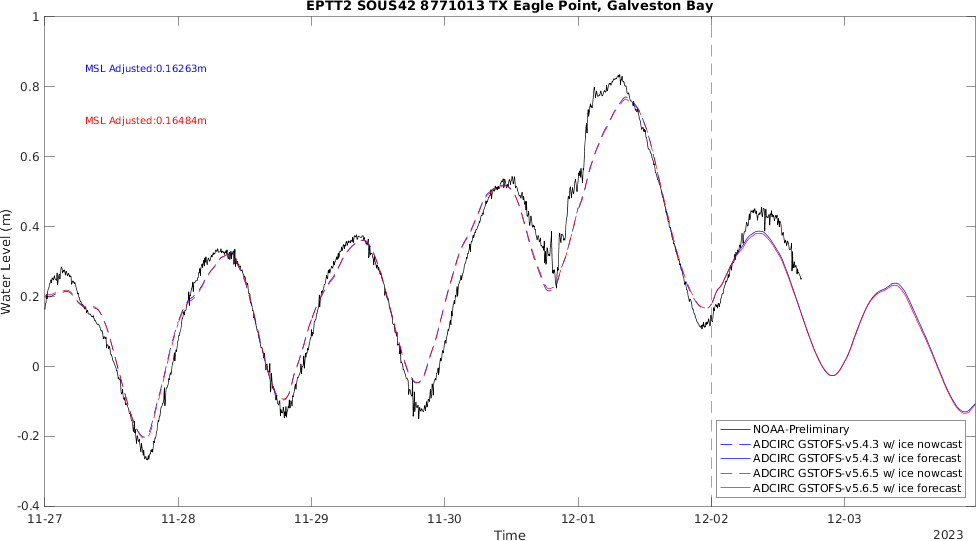 EPTT2 SOUS42 8771013 TX Eagle Point, Galveston Bay
1
0.8
0.6
0.4
0.2
0
-0.2
-0.4
Water Level (m)
MSL Adjusted:0.16263m
MSL Adjusted:0.16484m
NOAA-Preliminary
ADCIRC GSTOFS-v5.4.3 w/ ice nowcast
ADCIRC GSTOFS-v5.4.3 w/ ice forecast
ADCIRC GSTOFS-v5.6.5 w/ ice nowcast
ADCIRC GSTOFS-v5.6.5 w/ ice forecast
11-27 11-28 11-29 11-30 12-01 12-02 12-03
Time
2023